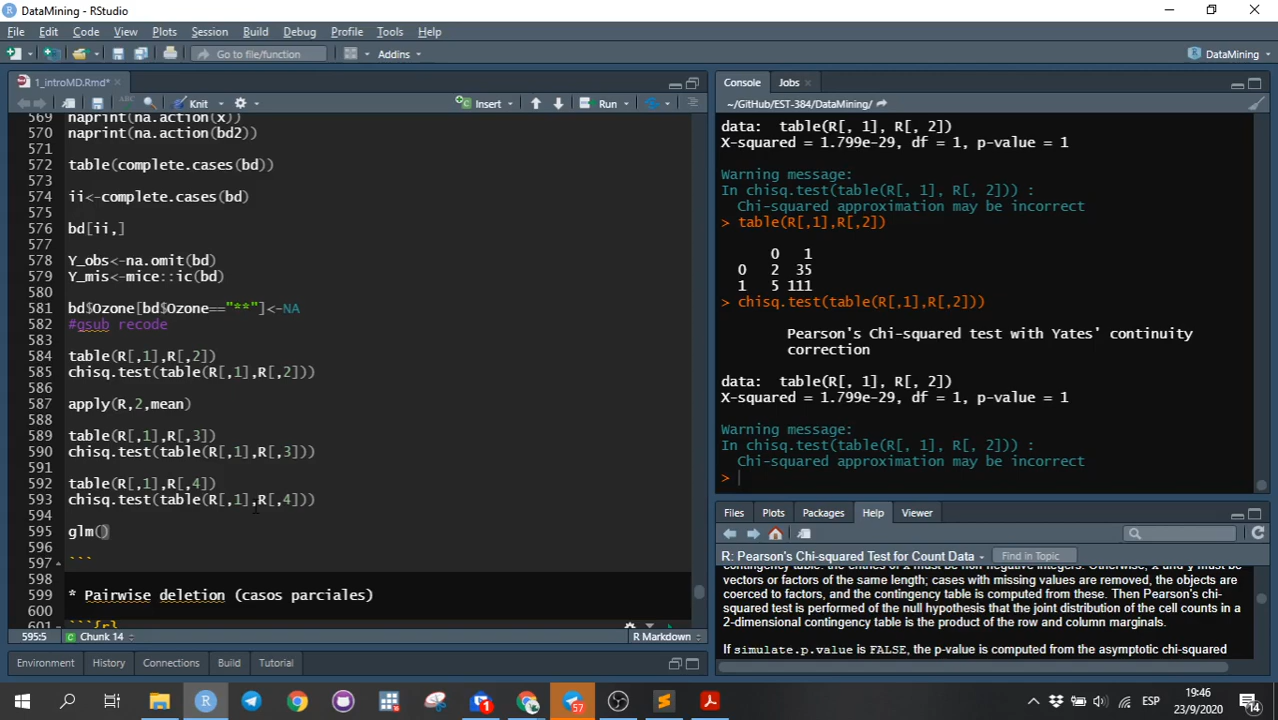 DataMining - RStudio
File Edit Code View Plots Session Build Debug Profile Tools Help
Go to file/function Addins DataMining
1_introMD.Rmd*
ABC Knit Insert Run
569 naprint(na.action(x))
570 naprint(na.action(bd2))
571
572 table(complete.cases(bd))
573
574 ii<-complete.cases(bd)
575
576 bd[ii,]
577
578 Y_obs<-na.omit(bd)
579 Y_mis<-mice::ic(bd)
580
581 bd$Ozone[bd$Ozone=="**"]<-NA
582 #gsub recode
583
584 table(R[,1],R[,2])
585 chisq.test(table(R[,1],R[,2]))
586
587 apply(R,2,mean)
588
589 table(R[,1],R[,3])
590 chisq.test(table(R[,1],R[,3]))
591
592 table(R[,1],R[,4])
593 chisq.test(table(R[,1],R[,4]))
594
595 glm()
596
597 ```
598
599 * Pairwise deletion (casos parciales)
600
601 ```{r}
595:5 Chunk 14 R Markdown
Environment History Connections Build Tutorial
Console Jobs
~/GitHub/EST-384/DataMining/
data: table(R[, 1], R[, 2])
X-squared = 1.799e-29, df = 1, p-value = 1
Warning message:
In chisq.test(table(R[, 1], R[, 2])) :
Chi-squared approximation may be incorrect
> table(R[,1],R[,2])
0 1
0 2 35
1 5 111
> chisq.test(table(R[,1],R[,2]))
Pearson's Chi-squared test with Yates' continuity
correction
data: table(R[, 1], R[, 2])
X-squared = 1.799e-29, df = 1, p-value = 1
Warning message:
In chisq.test(table(R[, 1], R[, 2])) :
Chi-squared approximation may be incorrect
>
Files Plots Packages Help Viewer
R: Pearson's Chi-squared Test for Count Data Find in Topic
contingency table: the entries of x must be non-negative integers. Otherwise, x and y must be
vectors or factors of the same length; cases with missing values are removed, the objects are
coerced to factors, and the contingency table is computed from these. Then Pearson's chi-
squared test is performed of the null hypothesis that the joint distribution of the cell counts in a
2-dimensional contingency table is the product of the row and column marginals.
If simulate.p.value is FALSE, the p-value is computed from the asymptotic chi-squared
57 ESP 19:46
23/9/2020 14